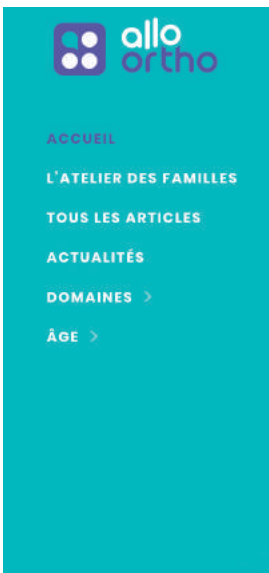 allo
ortho
ACCUEIL
L'ATELIER DES FAMILLES
TOUS LES ARTICLES
ACTUALITÉS
DOMAINES >
ÂGE >